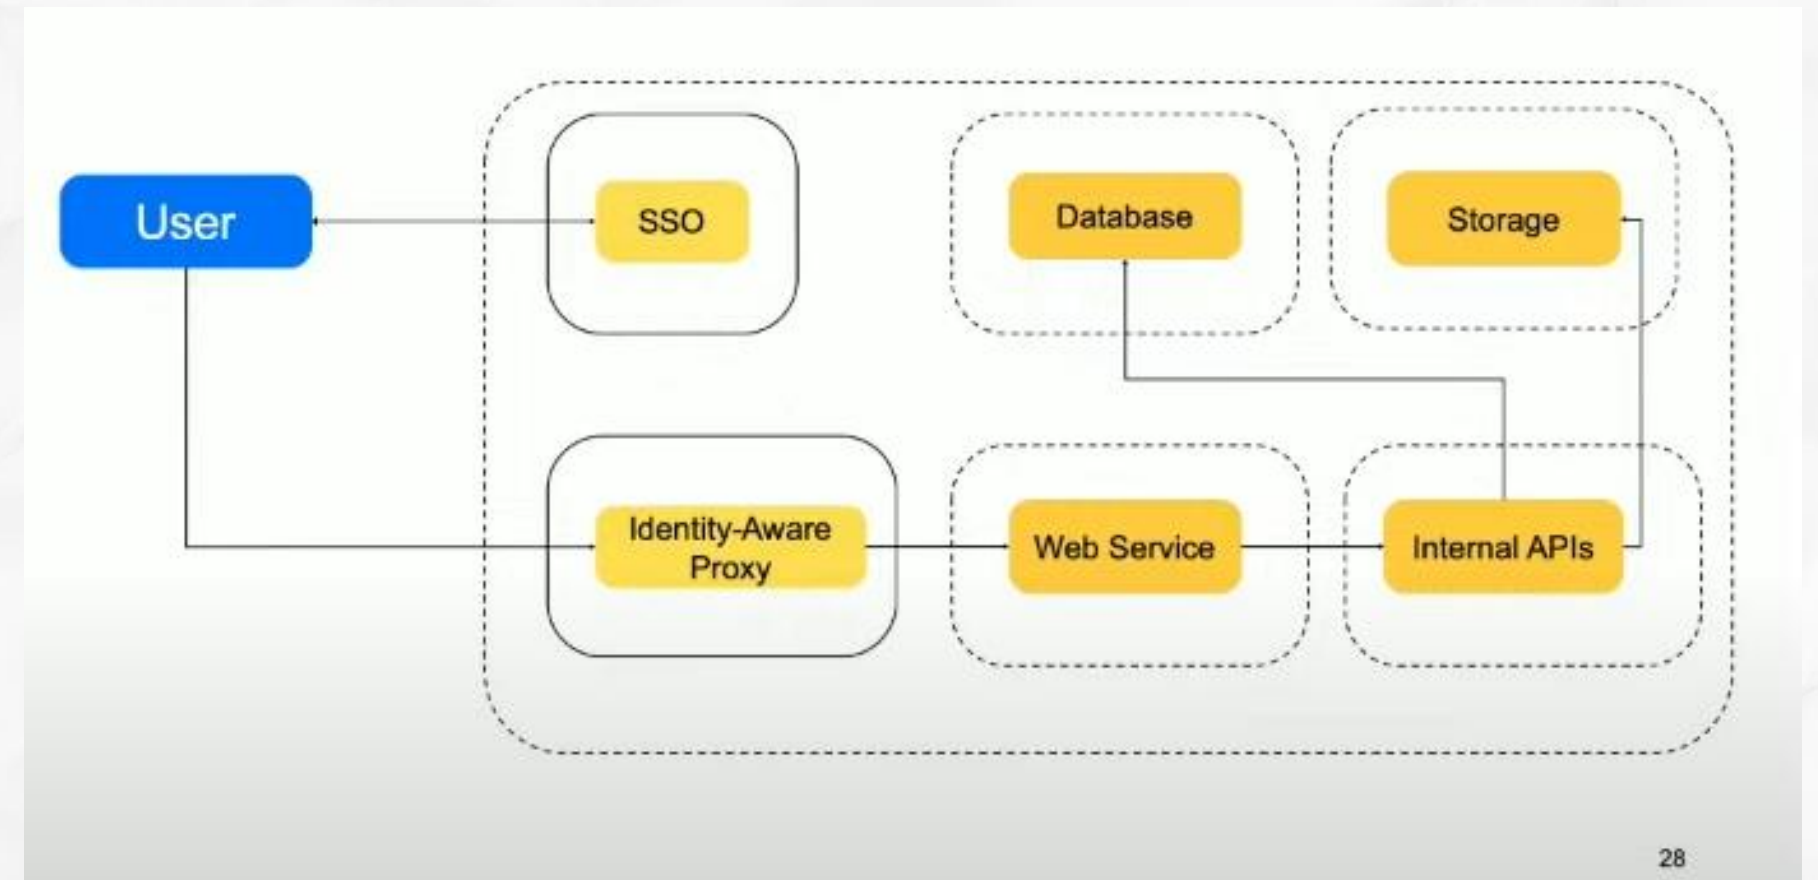 User
SSO
Database
Storage
Identity-Aware
Proxy
Web Service
Internal APIs
28